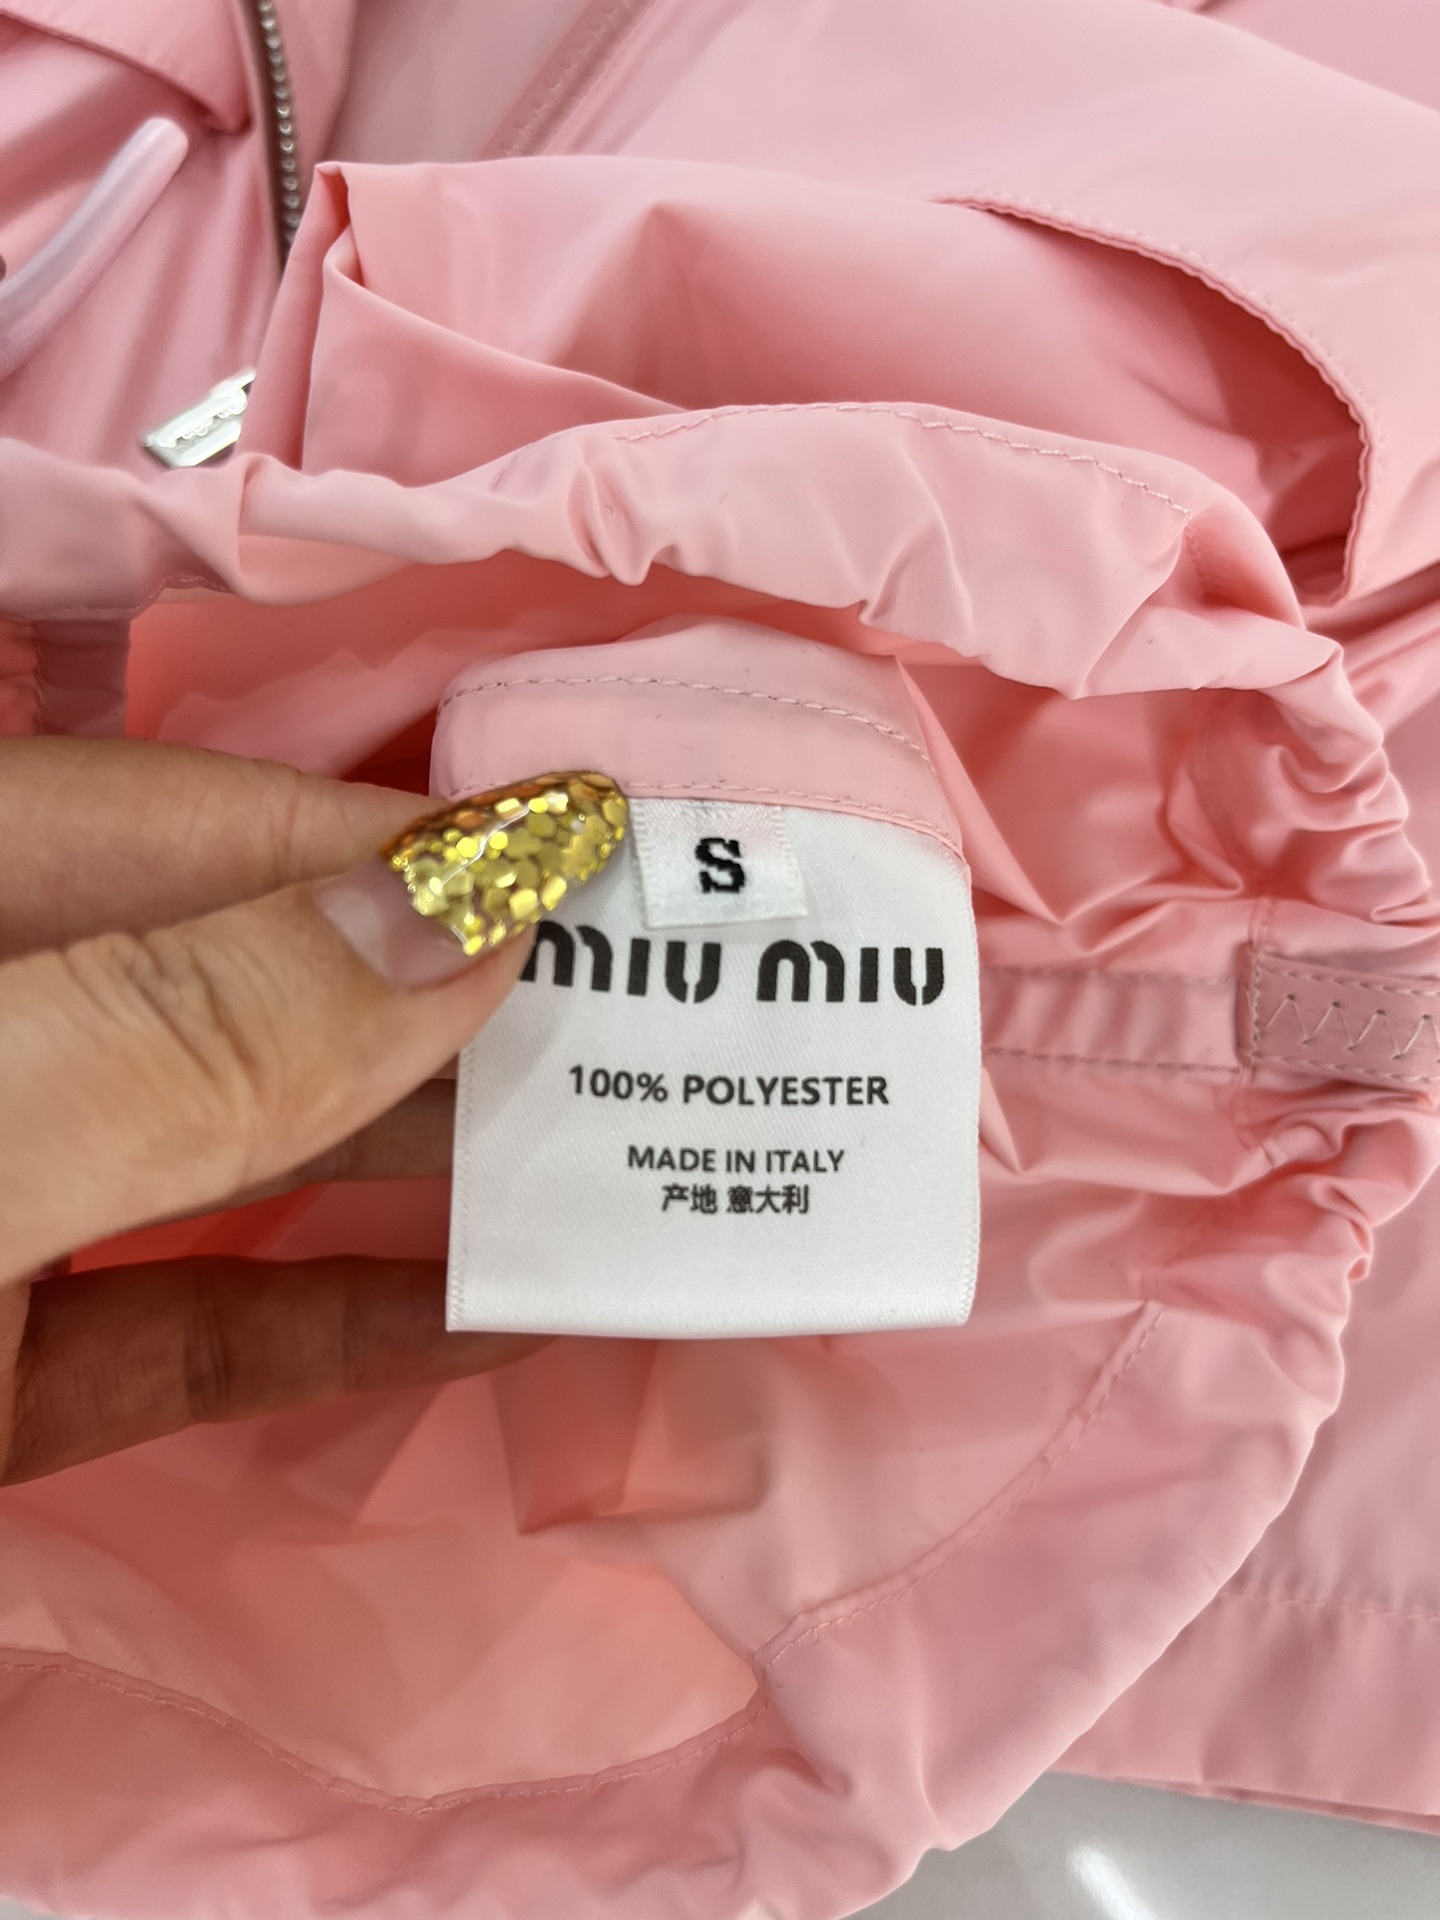 S
miu miu
100% POLYESTER
MADE IN ITALY
产地 意大利